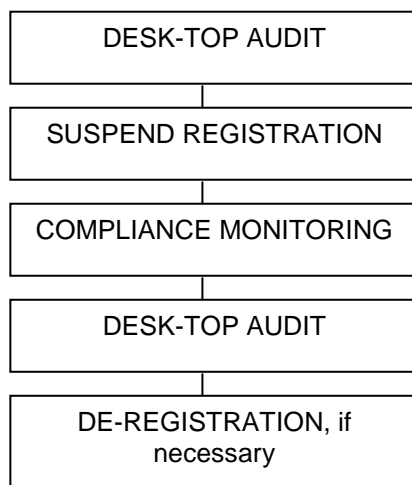 DESK-TOP AUDIT
SUSPEND REGISTRATION
COMPLIANCE MONITORING
DESK-TOP AUDIT
DE-REGISTRATION, if
necessary